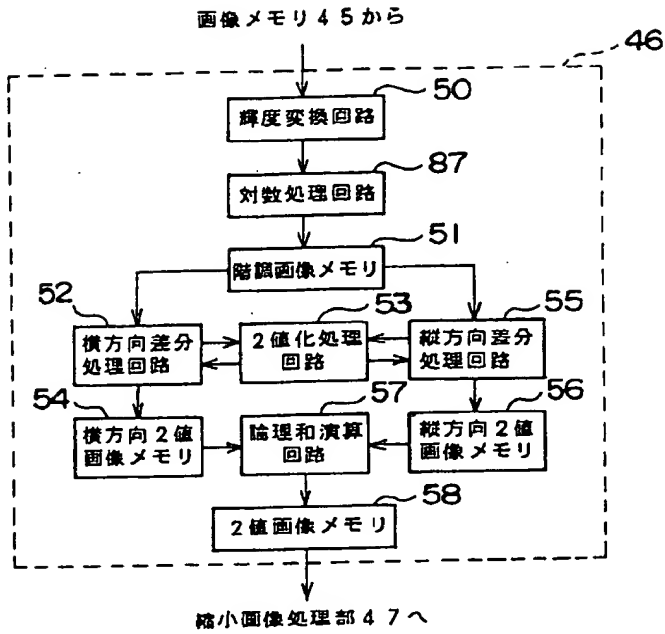 画像メモリ45から
46
50
輝度変換回路
87
対数処理回路
51
階調画像メモリ
52
横方向差分
処理回路
53
2値化処理
回路
55
縦方向差分
処理回路
54
横方向2値
画像メモリ
57
論理和演算
回路
56
縦方向2値
画像メモリ
58
2値画像メモリ
縮小画像処理部47へ